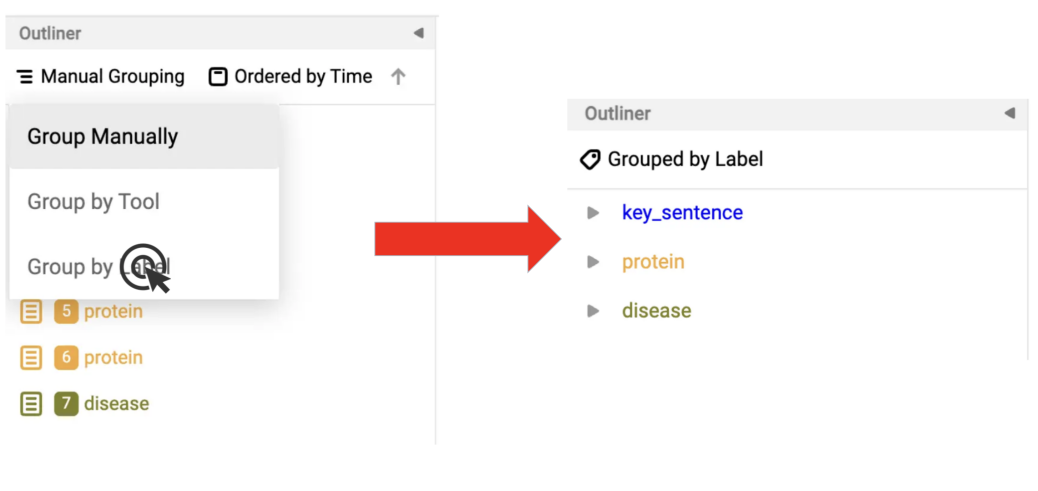 Outliner
Manual Grouping Ordered by Time
Group Manually
Group by Tool
Group by Label
5 protein
6 protein
7 disease
Outliner
Grouped by Label
key_sentence
protein
disease